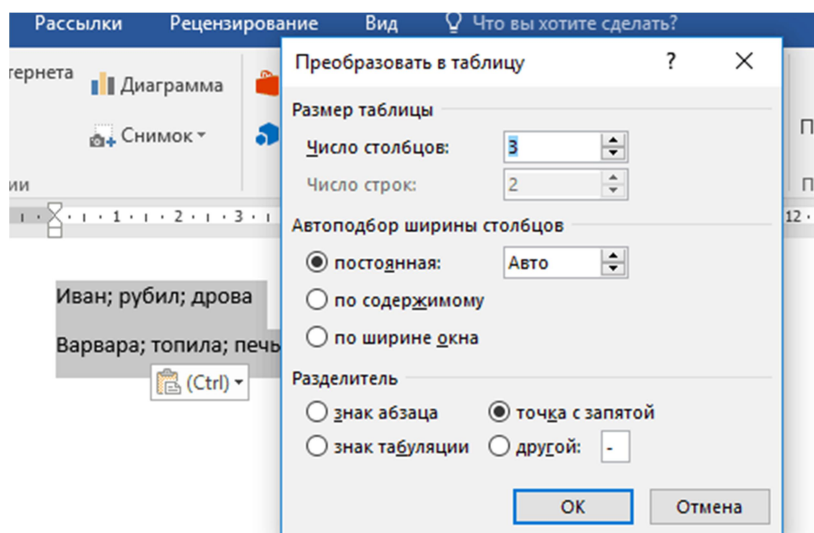 Рассылки Рецензирование Вид Что вы хотите сделать?
тернета
Диаграмма
Снимок
ии
1 2 3
12
П
П
Преобразовать в таблицу ? ×
Размер таблицы
Число столбцов: 3
Число строк: 2
Автоподбор ширины столбцов
постоянная: Авто
по содержимому
по ширине окна
Разделитель
знак абзаца точка с запятой
знак табуляции другой: -
ОК Отмена
Иван; рубил; дрова
Варвара; топила; печь
(Ctrl)